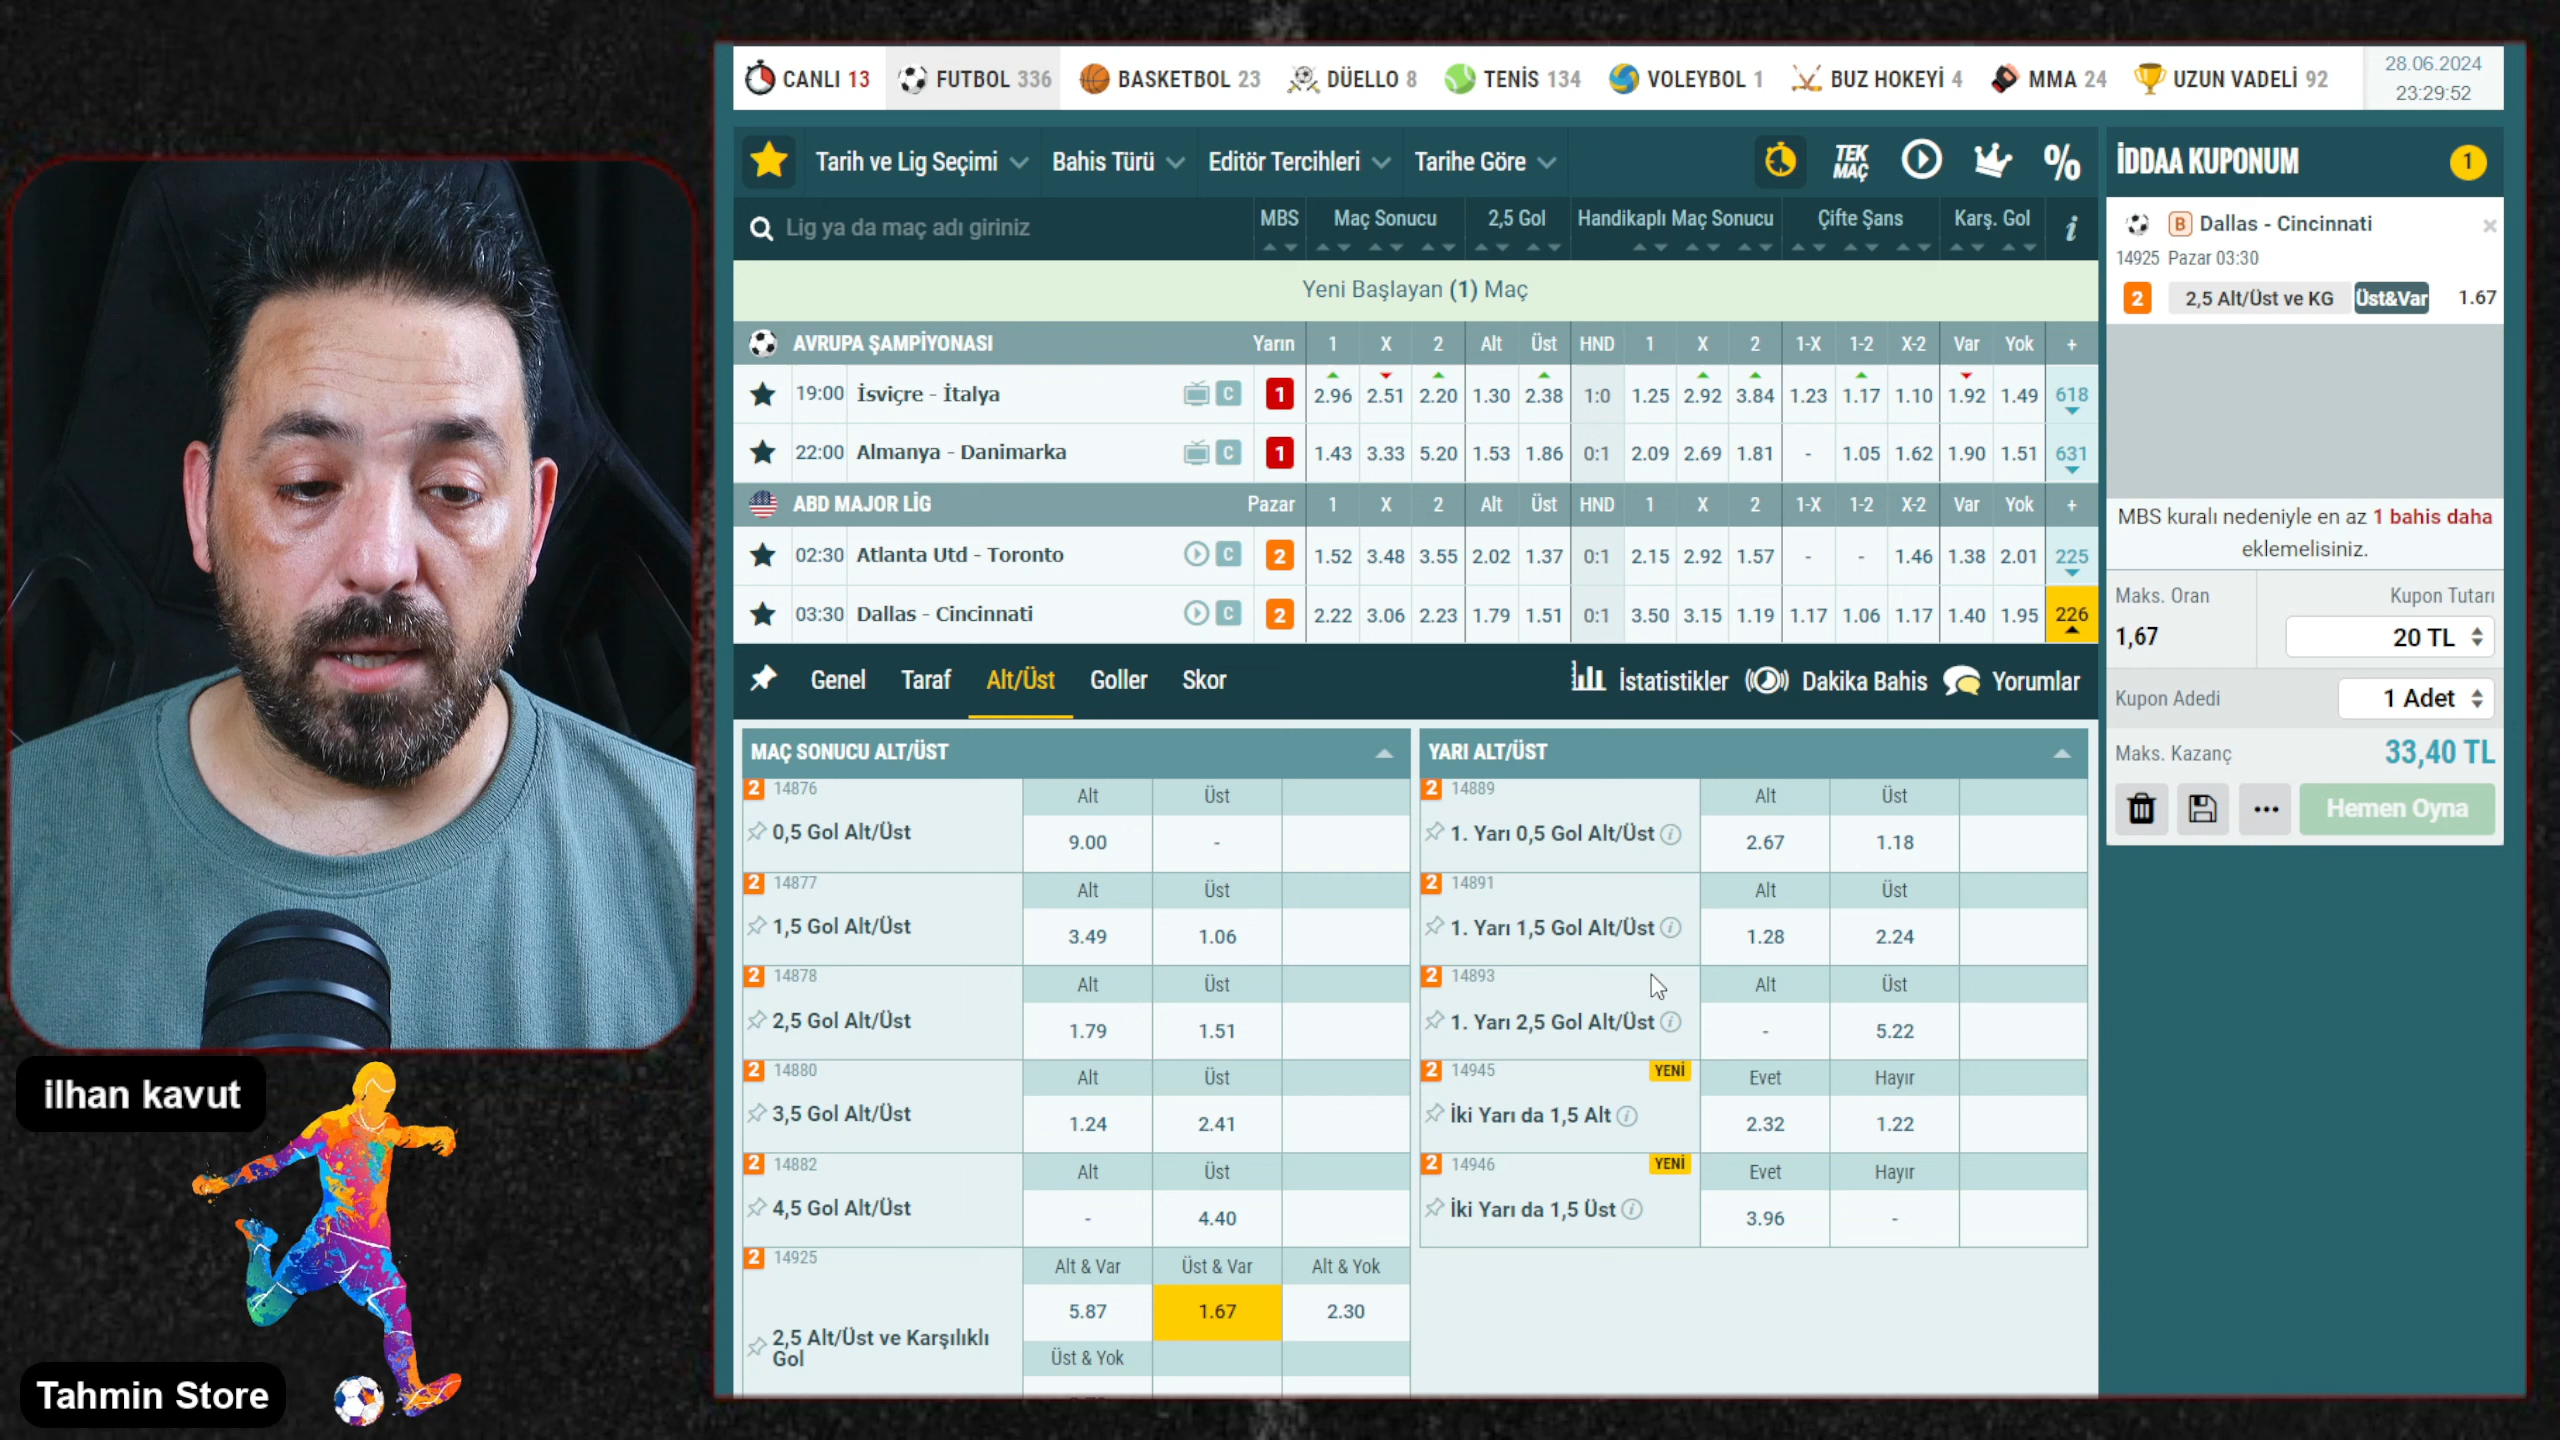 CANLI 13 FUTBOL 336 BASKETBOL 23 DÜELLO 8 TENİS 134 VOLEYBOL 1 BUZ HOKEYİ 4 MMA 24 UZUN VADELİ 92
28.06.2024
23:29:52
Tarih ve Lig Seçimi Bahis Türü Editör Tercihleri Tarihe Göre TEK MAÇ %
Lig ya da maç adı giriniz MBS Maç Sonucu 2,5 Gol Handikaplı Maç Sonucu Çifte Şans Karş. Gol i
Yeni Başlayan (1) Maç
AVRUPA ŞAMPİYONASI Yarın 1 X 2 Alt Üst HND 1 X 2 1-X 1-2 X-2 Var Yok +
19:00 İsviçre - İtalya C 1 2.96 2.51 2.20 1.30 2.38 1:0 1.25 2.92 3.84 1.23 1.17 1.10 1.92 1.49 618
22:00 Almanya - Danimarka C 1 1.43 3.33 5.20 1.53 1.86 0:1 2.09 2.69 1.81 - 1.05 1.62 1.90 1.51 631
ABD MAJOR LİG Pazar 1 X 2 Alt Üst HND 1 X 2 1-X 1-2 X-2 Var Yok +
02:30 Atlanta Utd - Toronto C 2 1.52 3.48 3.55 2.02 1.37 0:1 2.15 2.92 1.57 - - 1.46 1.38 2.01 225
03:30 Dallas - Cincinnati C 2 2.22 3.06 2.23 1.79 1.51 0:1 3.50 3.15 1.19 1.17 1.06 1.17 1.40 1.95 226
Genel Taraf Alt/Üst Goller Skor İstatistikler Dakika Bahis Yorumlar
MAÇ SONUCU ALT/ÜST
2 14876 Alt Üst
0,5 Gol Alt/Üst 9.00 -
2 14877 Alt Üst
1,5 Gol Alt/Üst 3.49 1.06
2 14878 Alt Üst
2,5 Gol Alt/Üst 1.79 1.51
2 14880 Alt Üst
3,5 Gol Alt/Üst 1.24 2.41
2 14882 Alt Üst
4,5 Gol Alt/Üst - 4.40
2 14925 Alt & Var Üst & Var Alt & Yok
5.87 1.67 2.30
2,5 Alt/Üst ve Karşılıklı
Gol
Üst & Yok
YARI ALT/ÜST
2 14889 Alt Üst
1. Yarı 0,5 Gol Alt/Üst 2.67 1.18
2 14891 Alt Üst
1. Yarı 1,5 Gol Alt/Üst 1.28 2.24
2 14893 Alt Üst
1. Yarı 2,5 Gol Alt/Üst - 5.22
2 14945 YENİ Evet Hayır
İki Yarı da 1,5 Alt 2.32 1.22
2 14946 YENİ Evet Hayır
İki Yarı da 1,5 Üst 3.96 -
İDDAA KUPONUM 1
B Dallas - Cincinnati
14925 Pazar 03:30
2 2,5 Alt/Üst ve KG Üst&Var 1.67
MBS kuralı nedeniyle en az 1 bahis daha
eklemelisiniz.
Maks. Oran Kupon Tutarı
1,67 20 TL
Kupon Adedi 1 Adet
Maks. Kazanç 33,40 TL
Hemen Oyna
ilhan kavut
Tahmin Store